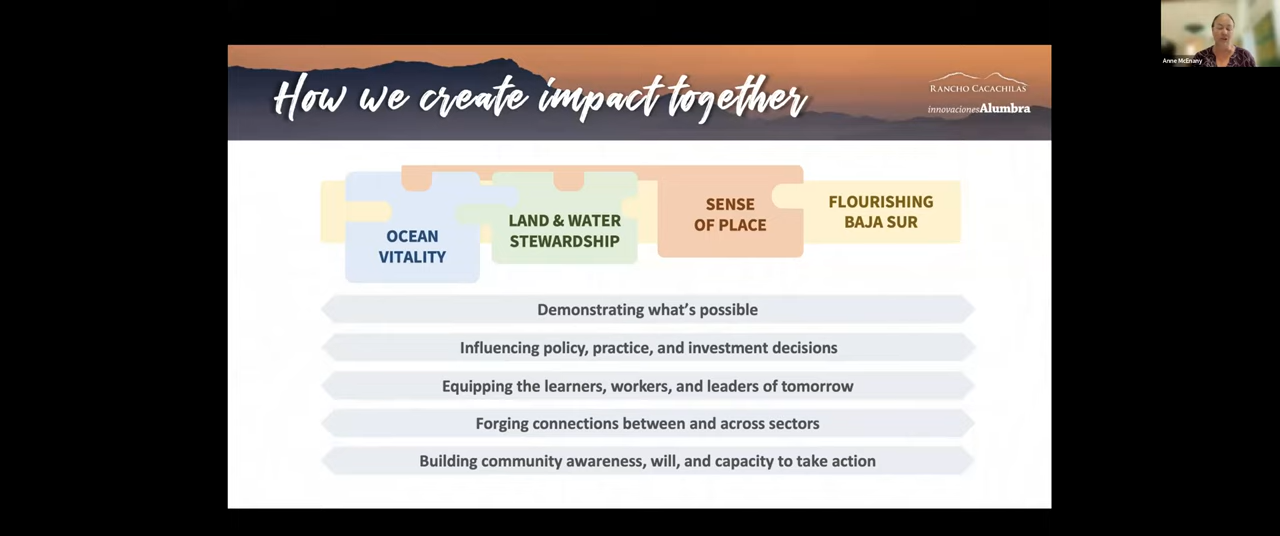 How we create impact together
RANCHO CACACHILAS
innovacionesAlumbra
Anne McEnany
OCEAN
VITALITY
LAND & WATER
STEWARDSHIP
SENSE
OF PLACE
FLOURISHING
BAJA SUR
Demonstrating what's possible
Influencing policy, practice, and investment decisions
Equipping the learners, workers, and leaders of tomorrow
Forging connections between and across sectors
Building community awareness, will, and capacity to take action